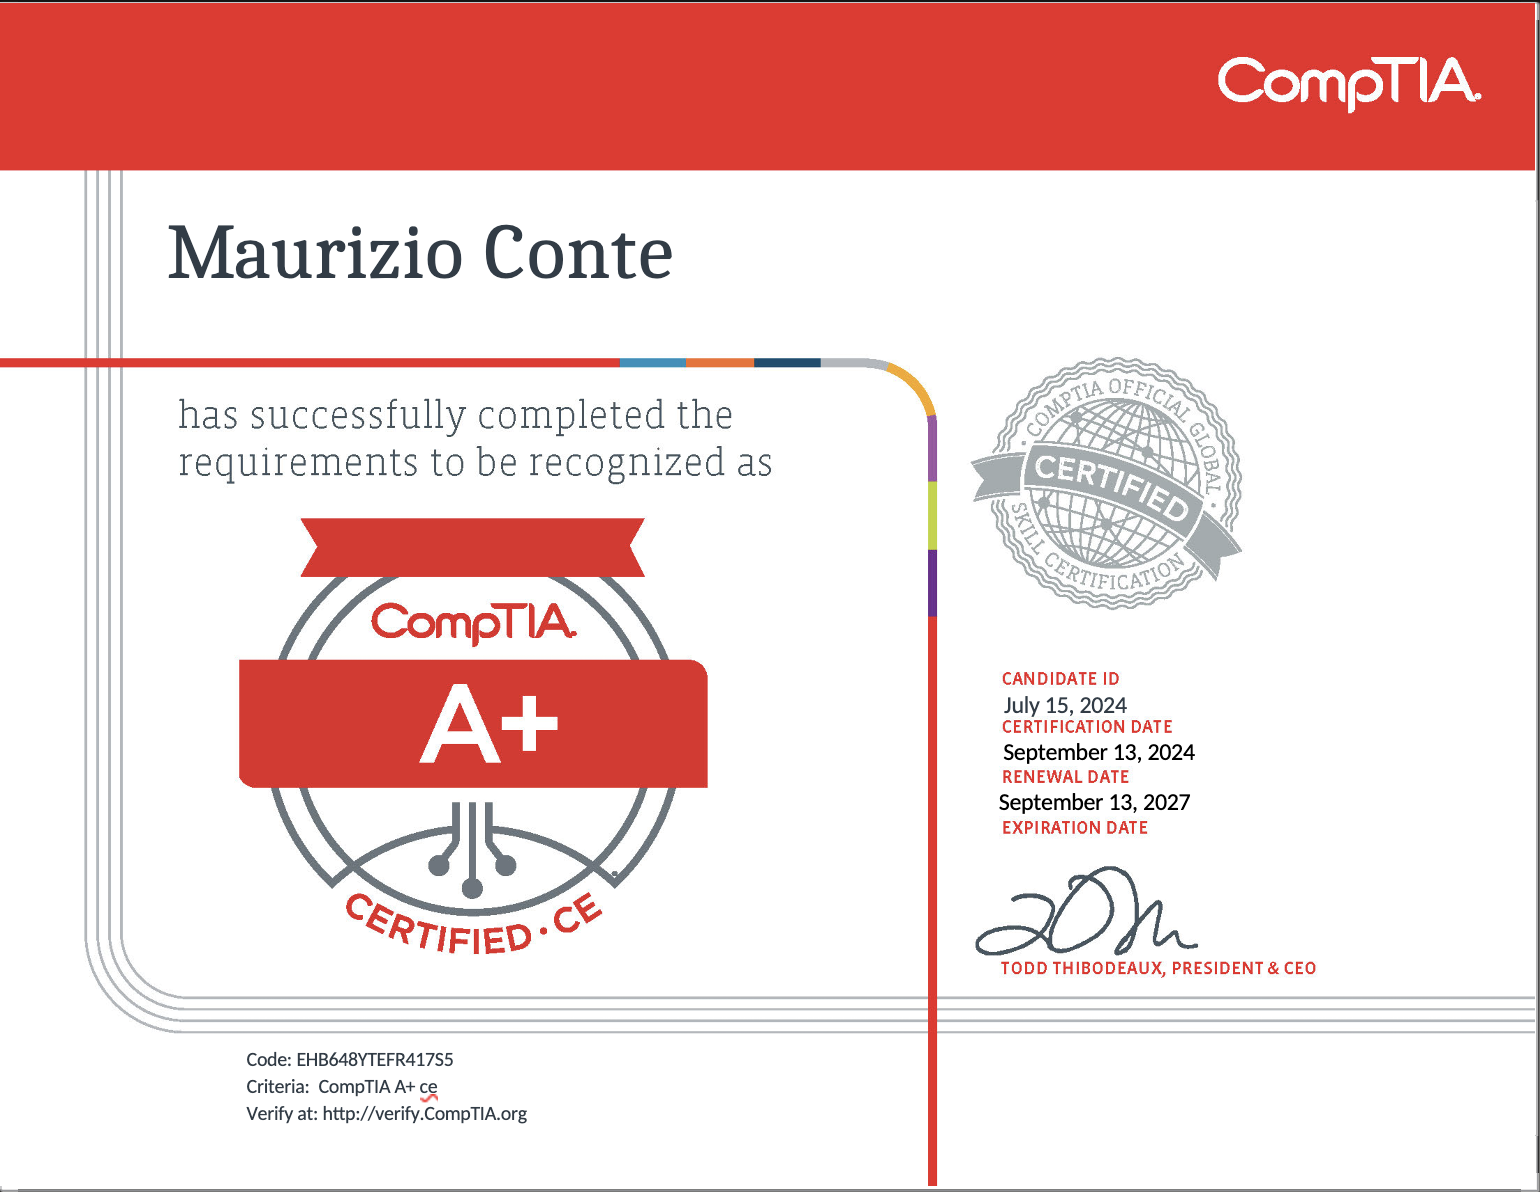 CompTIA.
Maurizio Conte
has successfully completed the
requirements to be recognized as
CompTIA.
A+
CERTIFIED · CE
COMPTIA OFFICIAL GLOBAL
CERTIFIED
SKILL CERTIFICATION
CANDIDATE ID
July 15, 2024
CERTIFICATION DATE
September 13, 2024
RENEWAL DATE
September 13, 2027
EXPIRATION DATE
TODD THIBODEAUX, PRESIDENT & CEO
Code: EHB648YTEFR417S5
Criteria: CompTIA A+ ce
Verify at: http://verify.CompTIA.org